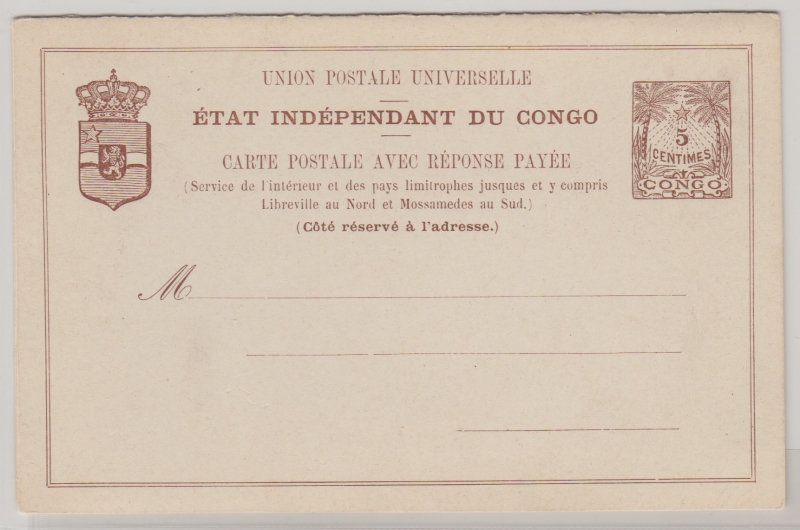 UNION POSTALE UNIVERSELLE
ÉTAT INDÉPENDANT DU CONGO
CARTE POSTALE AVEC RÉPONSE PAYÉE
(Service de l'intérieur et des pays limitrophes jusques et y compris
Libreville au Nord et Mossamedes au Sud.)
(Côté réservé à l'adresse.)
5
CENTIMES
CONGO
M